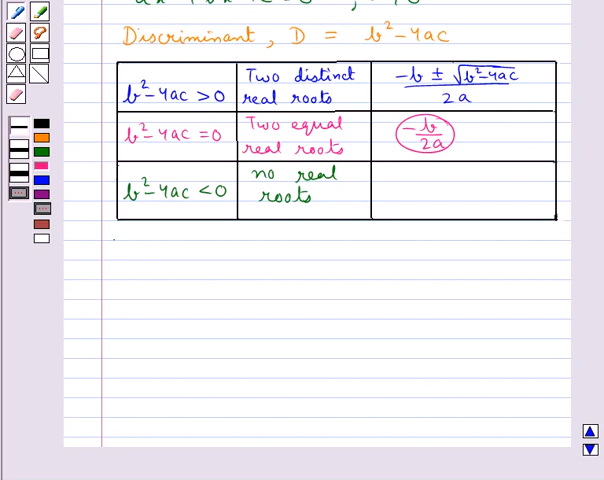 Discriminant, D = b²-4ac
b²-4ac > 0 Two distinct real roots -b ± √b²-4ac / 2a
b²-4ac = 0 Two equal real roots -b/2a
b²-4ac < 0 no real roots